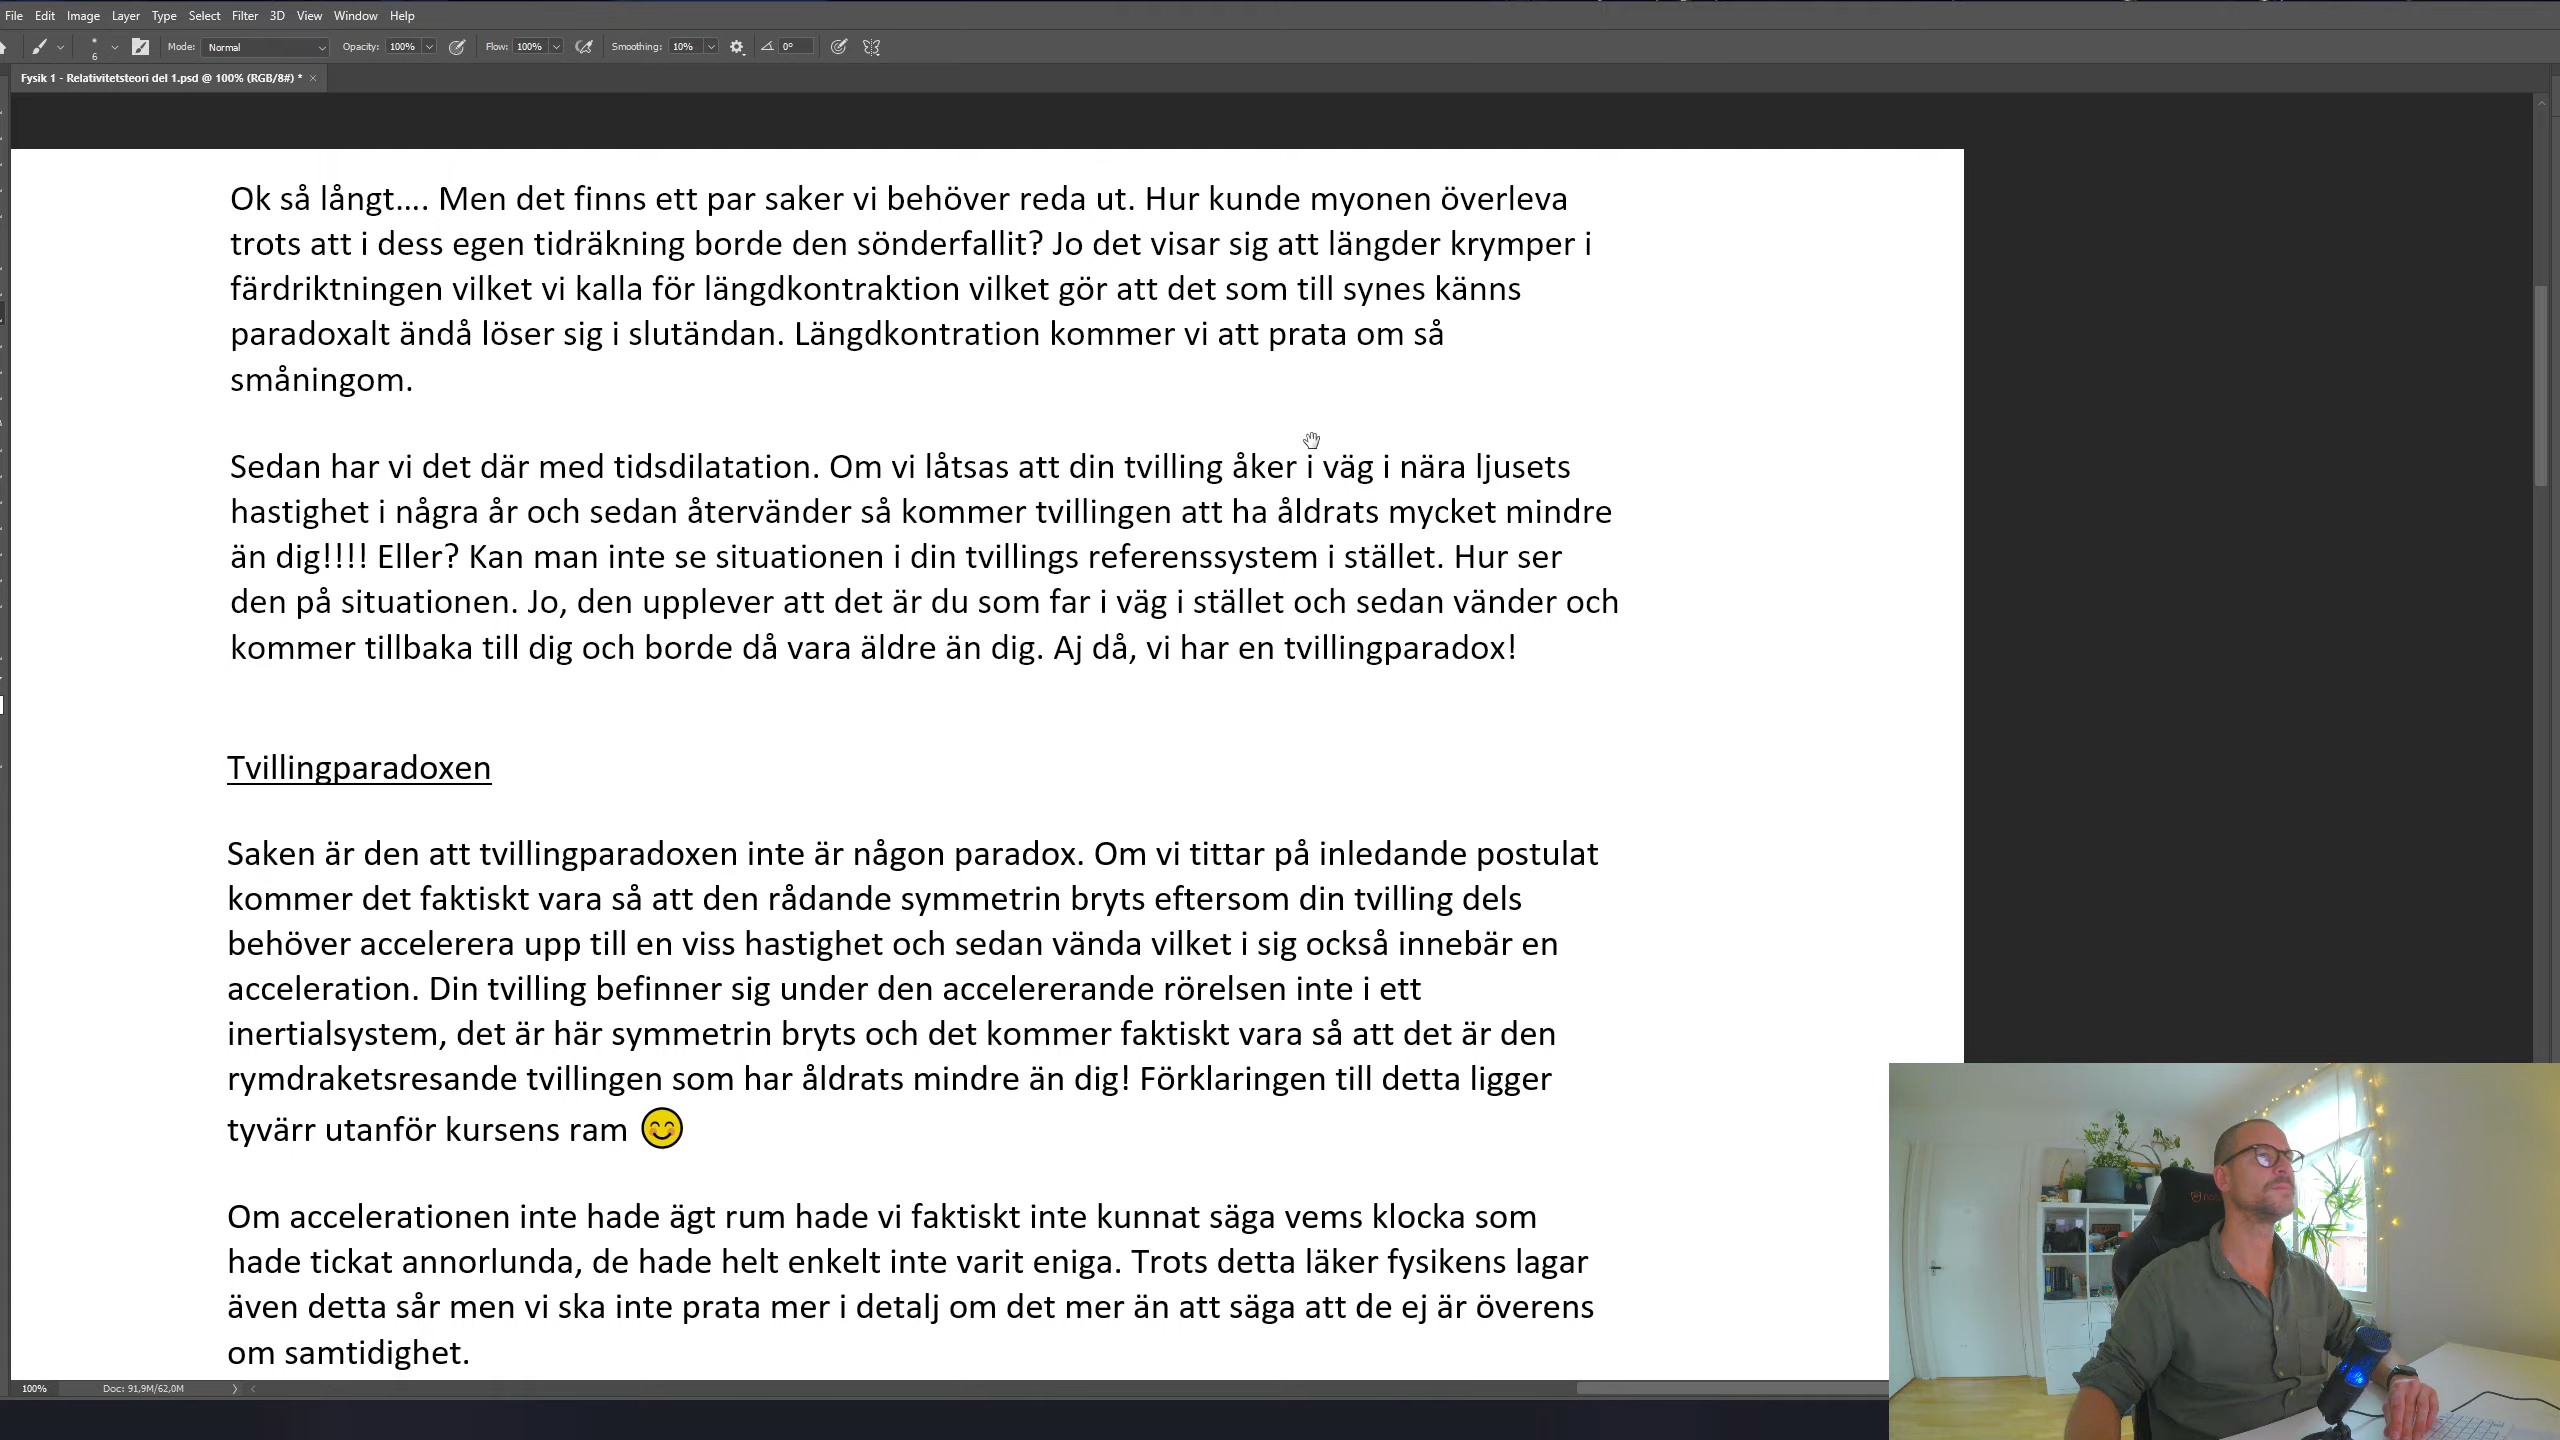 File Edit Image Layer Type Select Filter 3D View Window Help
6 Mode: Normal Opacity: 100% Flow: 100% Smoothing: 10% 0°
Fysik 1 - Relativitetsteori del 1.psd @ 100% (RGB/8#) * ×
Ok så långt.... Men det finns ett par saker vi behöver reda ut. Hur kunde myonen överleva
trots att i dess egen tidräkning borde den sönderfallit? Jo det visar sig att längder krymper i
färdriktningen vilket vi kalla för längdkontraktion vilket gör att det som till synes känns
paradoxalt ändå löser sig i slutändan. Längdkontration kommer vi att prata om så
småningom.
Sedan har vi det där med tidsdilatation. Om vi låtsas att din tvilling åker i väg i nära ljusets
hastighet i några år och sedan återvänder så kommer tvillingen att ha åldrats mycket mindre
än dig!!!! Eller? Kan man inte se situationen i din tvillings referenssystem i stället. Hur ser
den på situationen. Jo, den upplever att det är du som far i väg i stället och sedan vänder och
kommer tillbaka till dig och borde då vara äldre än dig. Aj då, vi har en tvillingparadox!
Tvillingparadoxen
Saken är den att tvillingparadoxen inte är någon paradox. Om vi tittar på inledande postulat
kommer det faktiskt vara så att den rådande symmetrin bryts eftersom din tvilling dels
behöver accelerera upp till en viss hastighet och sedan vända vilket i sig också innebär en
acceleration. Din tvilling befinner sig under den accelererande rörelsen inte i ett
inertialsystem, det är här symmetrin bryts och det kommer faktiskt vara så att det är den
rymdraketsresande tvillingen som har åldrats mindre än dig! Förklaringen till detta ligger
tyvärr utanför kursens ram 😊
Om accelerationen inte hade ägt rum hade vi faktiskt inte kunnat säga vems klocka som
hade tickat annorlunda, de hade helt enkelt inte varit eniga. Trots detta läker fysikens lagar
även detta sår men vi ska inte prata mer i detalj om det mer än att säga att de ej är överens
om samtidighet.
100% Doc: 91,9M/62,0M